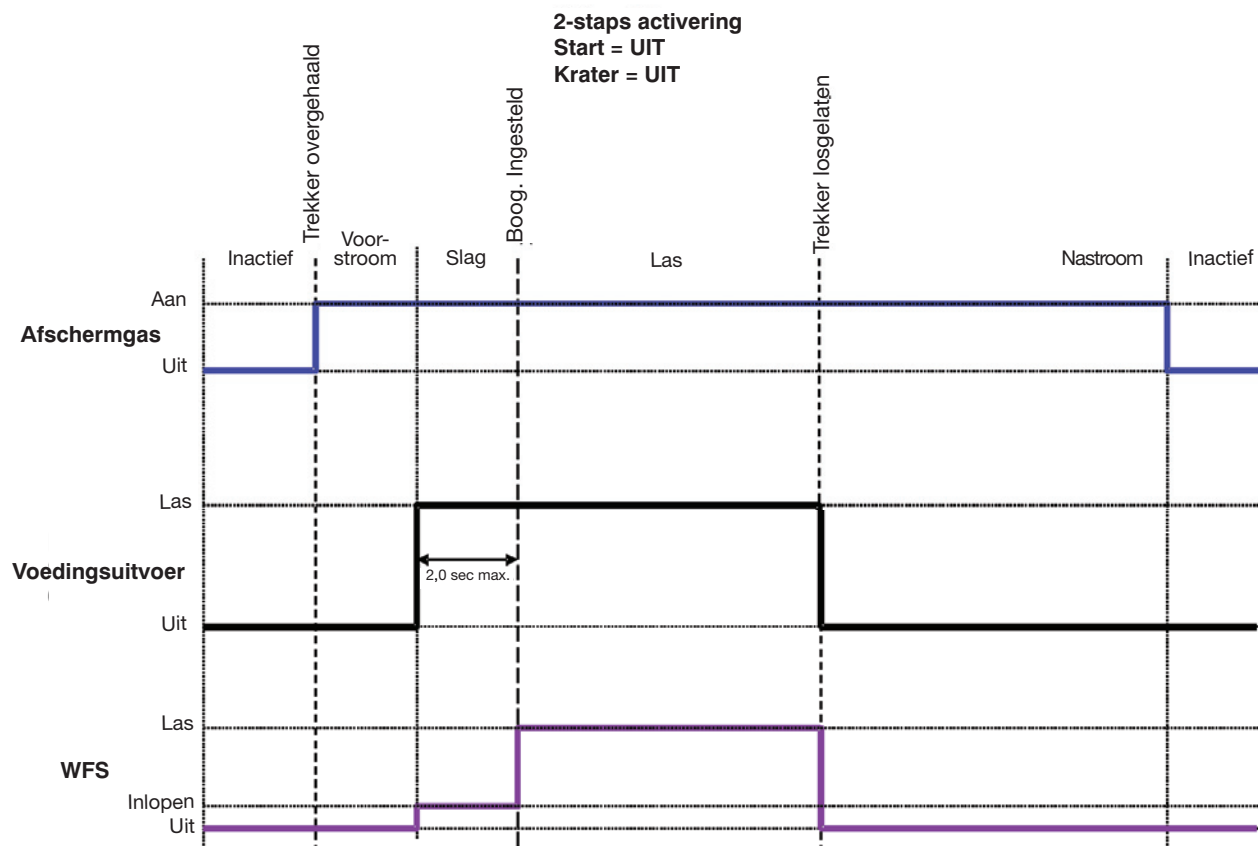 2-staps activering
Start = UIT
Krater = UIT
Trekker overgehaald
Boog. Ingesteld
Trekker losgelaten
Inactief
Voor-
stroom
Slag
Las
Nastroom
Inactief
Aan
Afschermgas
Uit
Las
2,0 sec max.
Voedingsuitvoer
Uit
Las
WFS
Inlopen
Uit